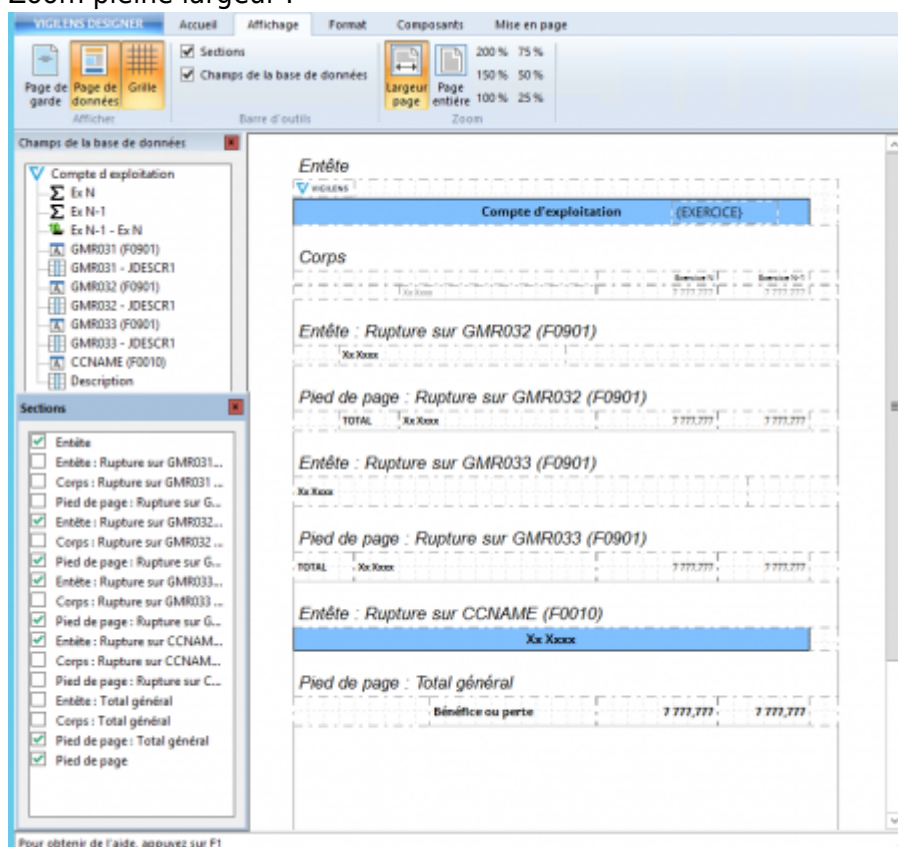 Zoom pleine largeur :
VIGILENS DESIGNER Accueil Affichage Format Composants Mise en page
Page de garde
Page de données
Grille
Afficher
Sections
Champs de la base de données
Barre d'outils
Largeur page
Page entière
200 % 75 %
150 % 50 %
100 % 25 %
Zoom
Champs de la base de données
Compte d exploitation
Ex N
Ex N-1
Ex N-1 - Ex N
GMR031 (F0901)
GMR031 - JDESCR1
GMR032 (F0901)
GMR032 - JDESCR1
GMR033 (F0901)
GMR033 - JDESCR1
CCNAME (F0010)
Description
Sections
Entête
Entête : Rupture sur GMR031...
Corps : Rupture sur GMR031 ...
Pied de page : Rupture sur G...
Entête : Rupture sur GMR032...
Corps : Rupture sur GMR032 ...
Pied de page : Rupture sur G...
Entête : Rupture sur GMR033...
Corps : Rupture sur GMR033 ...
Pied de page : Rupture sur G...
Entête : Rupture sur CCNAM...
Corps : Rupture sur CCNAM...
Pied de page : Rupture sur C...
Entête : Total général
Corps : Total général
Pied de page : Total général
Pied de page
Entête
VIGILENS
Compte d'exploitation {EXERCICE}
Corps
Exercice N Exercice N-1
Xx Xxxx 7 777,777 7 777,777
Entête : Rupture sur GMR032 (F0901)
Xx Xxxx
Pied de page : Rupture sur GMR032 (F0901)
TOTAL Xx Xxxx 7 777,777 7 777,777
Entête : Rupture sur GMR033 (F0901)
Xx Xxxx
Pied de page : Rupture sur GMR033 (F0901)
TOTAL Xx Xxxx 7 777,777 7 777,777
Entête : Rupture sur CCNAME (F0010)
Xx Xxxx
Pied de page : Total général
Bénéfice ou perte 7 777,777 7 777,777
Pour obtenir de l'aide, appuyez sur F1